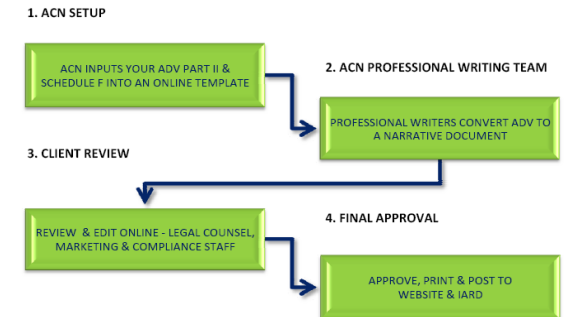 1. ACN SETUP
ACN INPUTS YOUR ADV PART II &
SCHEDULE F INTO AN ONLINE TEMPLATE
2. ACN PROFESSIONAL WRITING TEAM
PROFESSIONAL WRITERS CONVERT ADV TO
A NARRATIVE DOCUMENT
3. CLIENT REVIEW
REVIEW & EDIT ONLINE - LEGAL COUNSEL,
MARKETING & COMPLIANCE STAFF
4. FINAL APPROVAL
APPROVE, PRINT & POST TO
WEBSITE & IARD